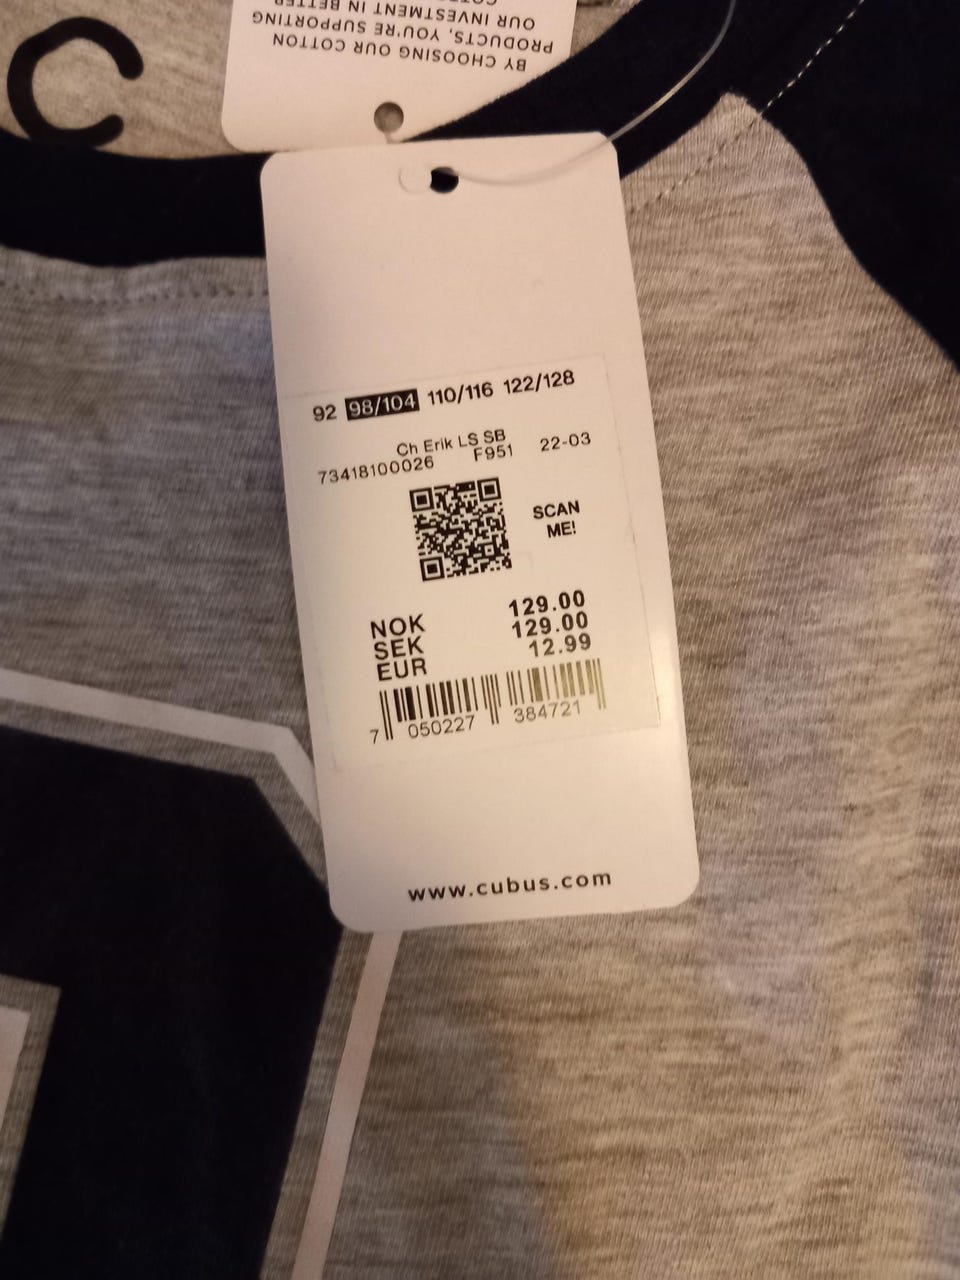 C
BY CHOOSING OUR COTTON
PRODUCTS, YOU'RE SUPPORTING
OUR INVESTMENT IN BETTER
92 98/104 110/116 122/128
Ch Erik LS SB
73418100026 F951 22-03
SCAN
ME!
NOK 129.00
SEK 129.00
EUR 12.99
7 050227 384721
www.cubus.com